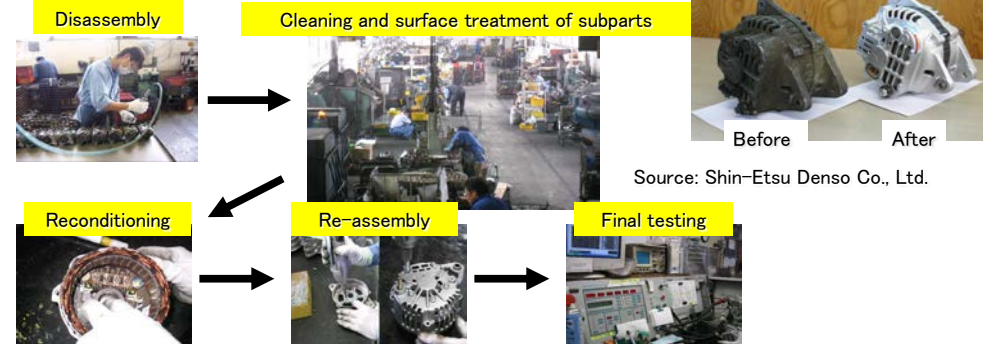 Disassembly
Cleaning and surface treatment of subparts
Before
After
Source: Shin-Etsu Denso Co., Ltd.
Reconditioning
Re-assembly
Final testing